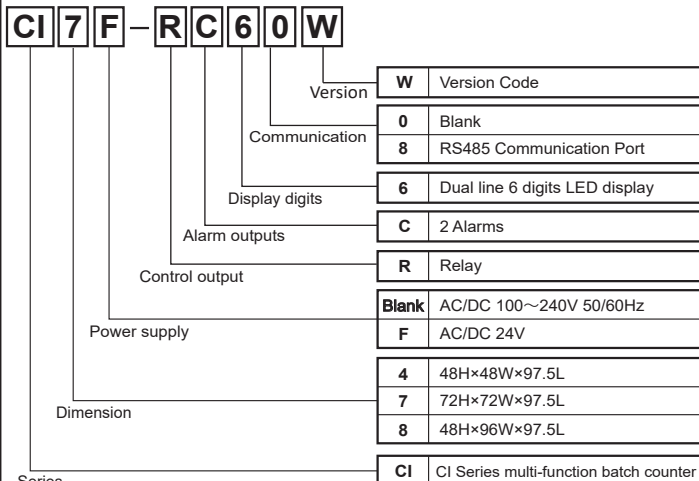 CI7F-RC60W
Version
W Version Code
Communication
0 Blank
8 RS485 Communication Port
Display digits
6 Dual line 6 digits LED display
Alarm outputs
C 2 Alarms
Control output
R Relay
Power supply
Blank AC/DC 100～240V 50/60Hz
F AC/DC 24V
Dimension
4 48H×48W×97.5L
7 72H×72W×97.5L
8 48H×96W×97.5L
Series
CI CI Series multi-function batch counter